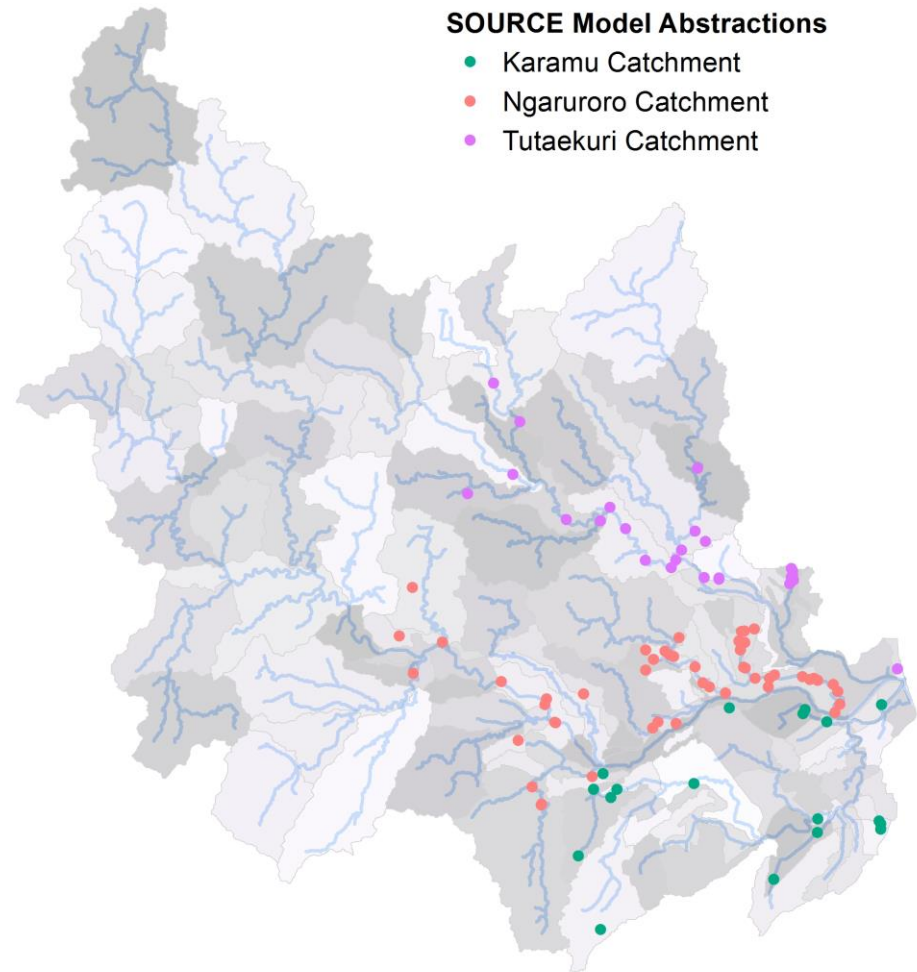 SOURCE Model Abstractions
Karamu Catchment
Ngaruroro Catchment
Tutaekuri Catchment